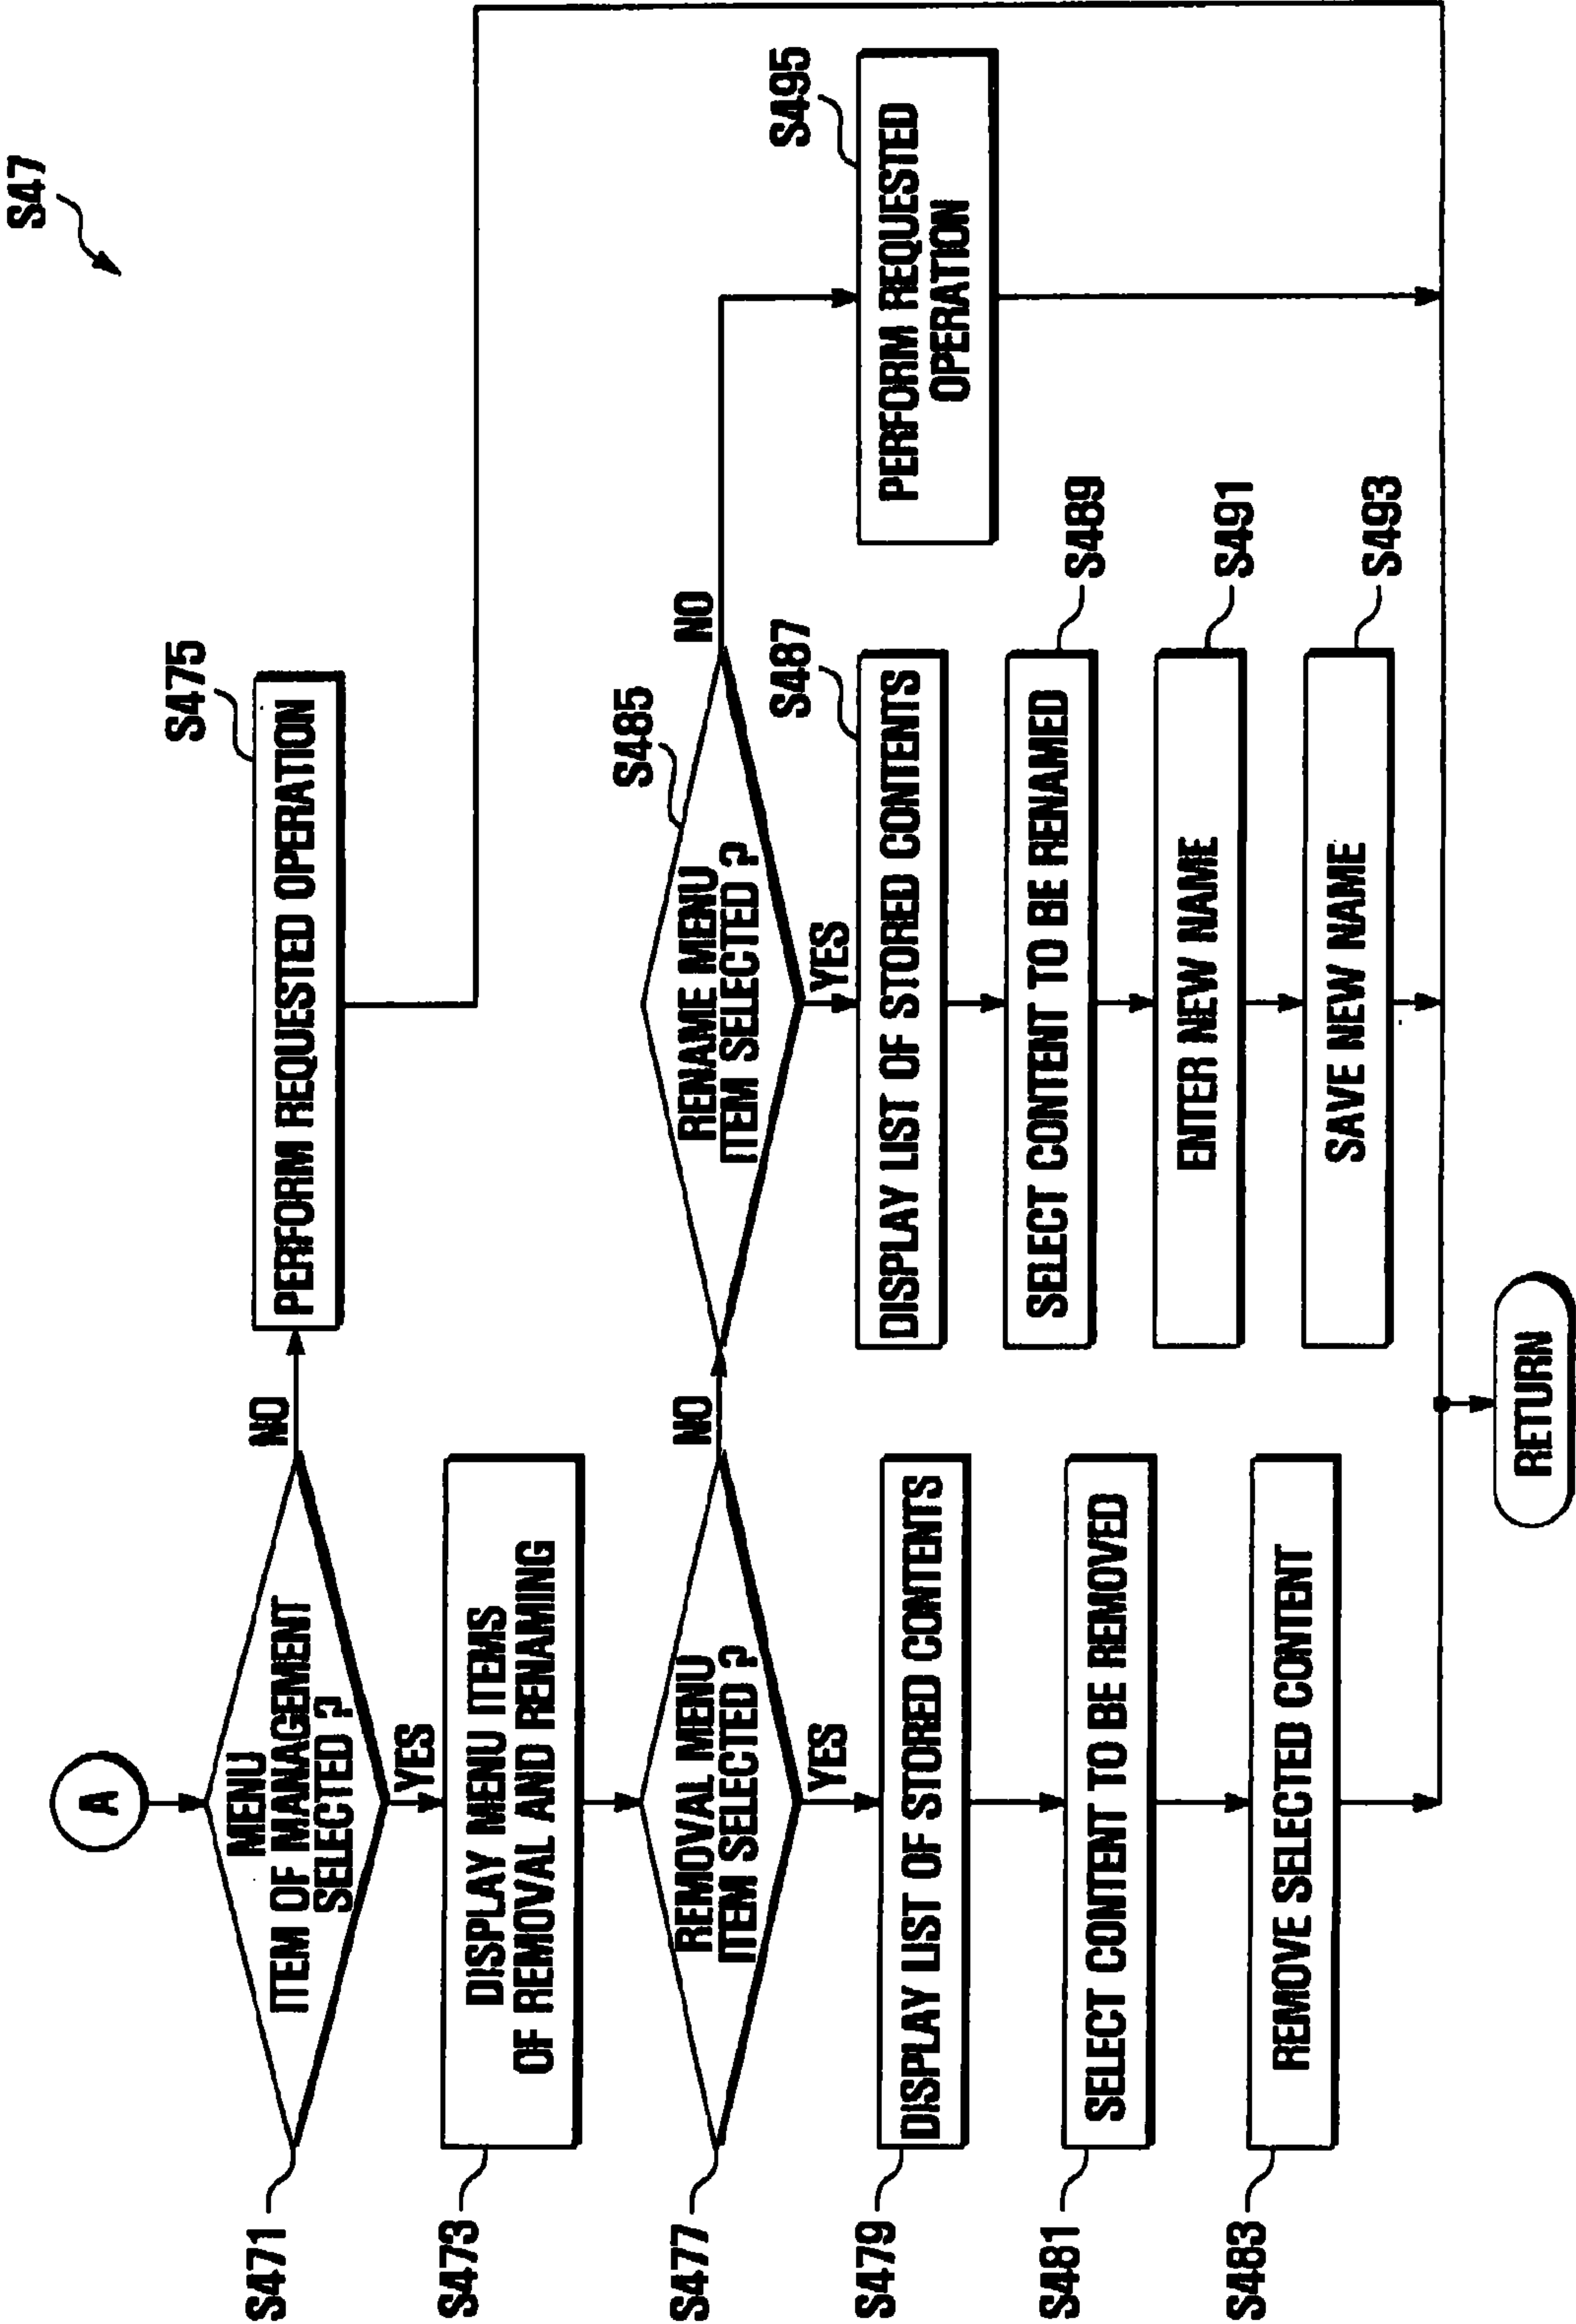 S47
A
S471
MENU
ITEM OF MANAGEMENT
SELECTED ?
NO
S475
PERFORM REQUESTED OPERATION
YES
S473
DISPLAY MENU ITEMS
OF REMOVAL AND RENAMING
S477
REMOVAL MENU
ITEM SELECTED ?
NO
S485
RENAME MENU
ITEM SELECTED ?
NO
YES
YES
S479
DISPLAY LIST OF STORED CONTENTS
S487
DISPLAY LIST OF STORED CONTENTS
S495
PERFORM REQUESTED
OPERATION
S481
SELECT CONTENT TO BE REMOVED
S489
SELECT CONTENT TO BE RENAMED
S491
ENTER NEW NAME
S483
REMOVE SELECTED CONTENT
S493
SAVE NEW NAME
RETURN